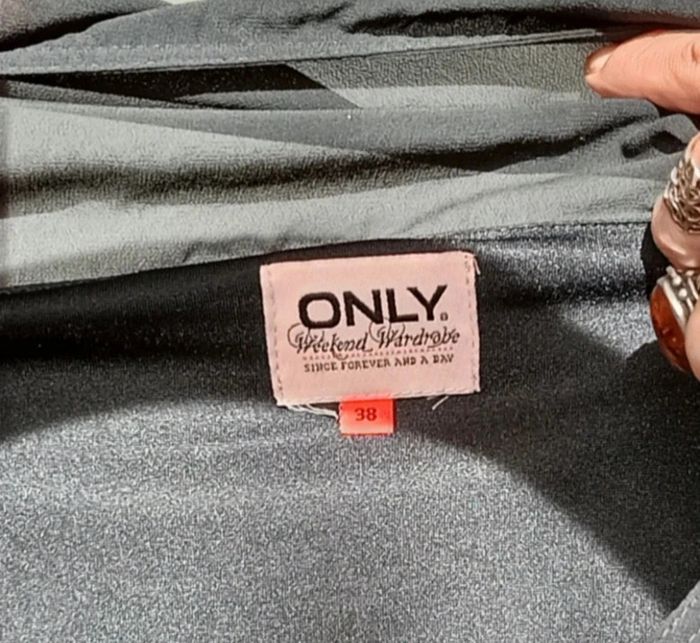 ONLY®
Weekend Wardrobe
SINCE FOREVER AND A DAY
38